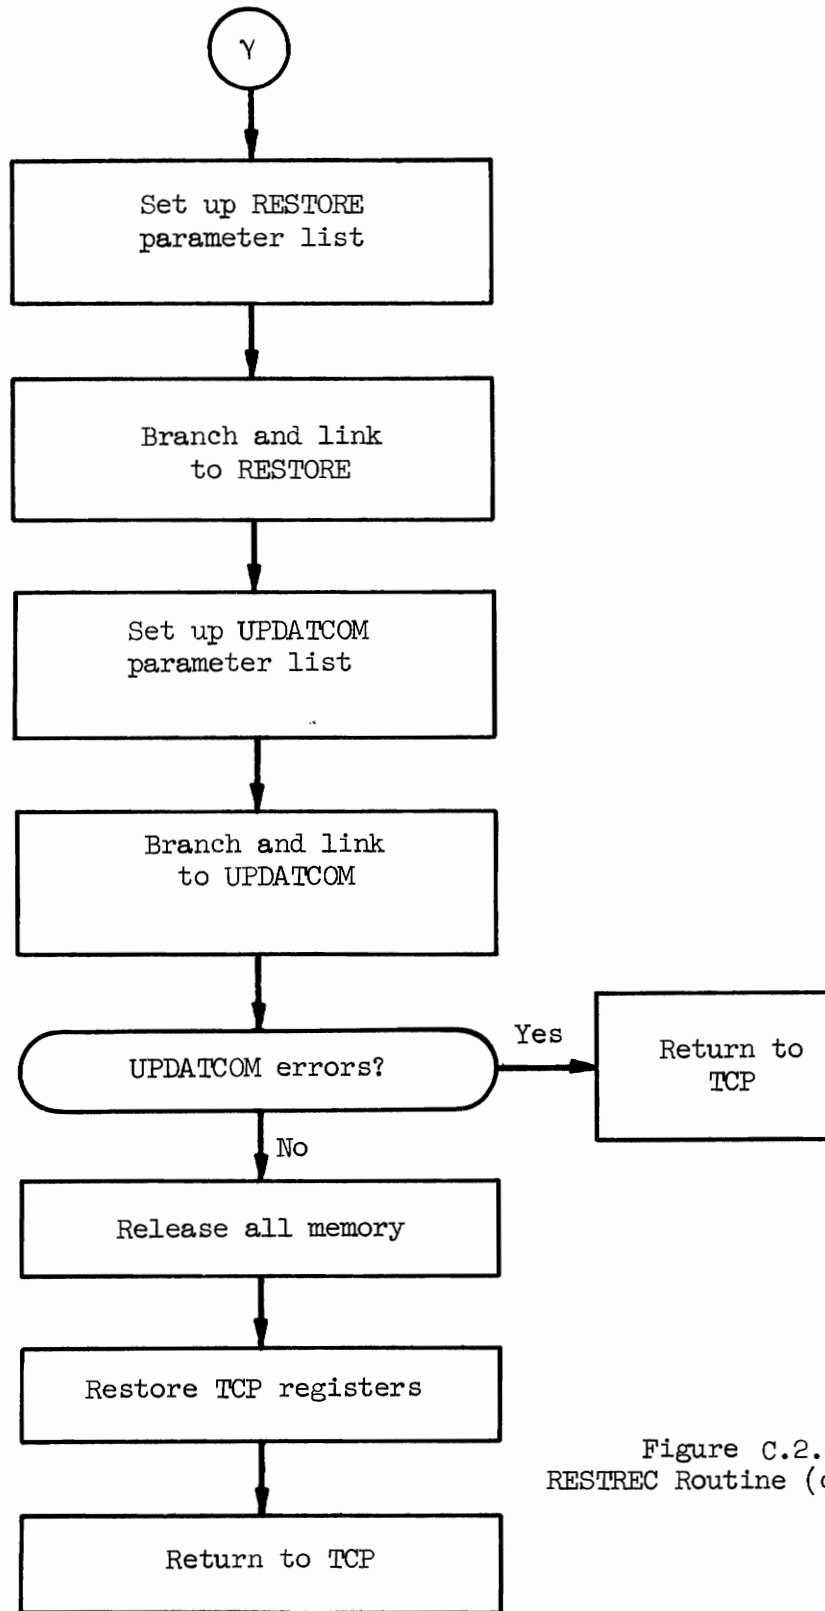 γ
Set up RESTORE
parameter list
Branch and link
to RESTORE
Set up UPDATCOM
parameter list
Branch and link
to UPDATCOM
UPDATCOM errors?
Yes
Return to
TCP
No
Release all memory
Restore TCP registers
Figure C.2.
RESTREC Routine (
Return to TCP